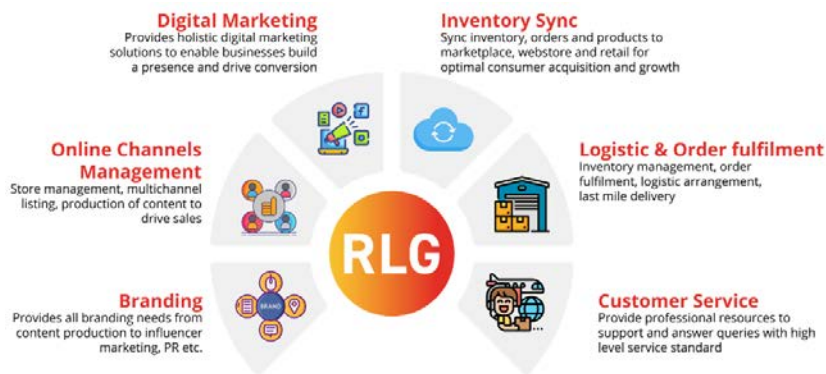 Digital Marketing
Provides holistic digital marketing
solutions to enable businesses build
a presence and drive conversion
Inventory Sync
Sync inventory, orders and products to
marketplace, webstore and retail for
optimal consumer acquisition and growth
Online Channels
Management
Store management, multichannel
listing, production of content to
drive sales
Logistic & Order fulfilment
Inventory management, order
fulfilment, logistic arrangement,
last mile delivery
RLG
Branding
Provides all branding needs from
content production to influencer
marketing, PR etc.
BRAND
Customer Service
Provide professional resources to
support and answer queries with high
level service standard